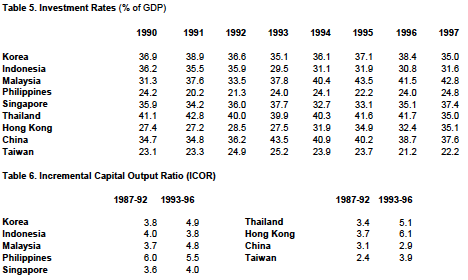 Table 5. Investment Rates (% of GDP)
1990 1991 1992 1993 1994 1995 1996 1997
Korea 36.9 38.9 36.6 35.1 36.1 37.1 38.4 35.0
Indonesia 36.2 35.5 35.9 29.5 31.1 31.9 30.8 31.6
Malaysia 31.3 37.6 33.5 37.8 40.4 43.5 41.5 42.8
Philippines 24.2 20.2 21.3 24.0 24.1 22.2 24.0 24.8
Singapore 35.9 34.2 36.0 37.7 32.7 33.1 35.1 37.4
Thailand 41.1 42.8 40.0 39.9 40.3 41.6 41.7 35.0
Hong Kong 27.4 27.2 28.5 27.5 31.9 34.9 32.4 35.1
China 34.7 34.8 36.2 43.5 40.9 40.2 38.7 37.6
Taiwan 23.1 23.3 24.9 25.2 23.9 23.7 21.2 22.2
Table 6. Incremental Capital Output Ratio (ICOR)
1987-92 1993-96 1987-92 1993-96
Korea 3.8 4.9 Thailand 3.4 5.1
Indonesia 4.0 3.8 Hong Kong 3.7 6.1
Malaysia 3.7 4.8 China 3.1 2.9
Philippines 6.0 5.5 Taiwan 2.4 3.9
Singapore 3.6 4.0